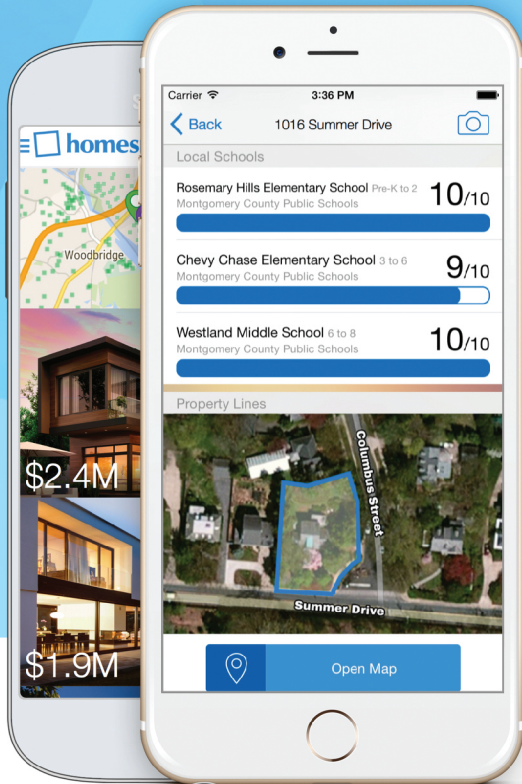 Carrier 3:36 PM
Back 1016 Summer Drive
Local Schools
Rosemary Hills Elementary School Pre-K to 2 10/10
Montgomery County Public Schools
Chevy Chase Elementary School 3 to 6 9/10
Montgomery County Public Schools
Westland Middle School 6 to 8 10/10
Montgomery County Public Schools
Property Lines
Columbus Street
Summer Drive
Open Map
homes
Woodbridge
$2.4M
$1.9M